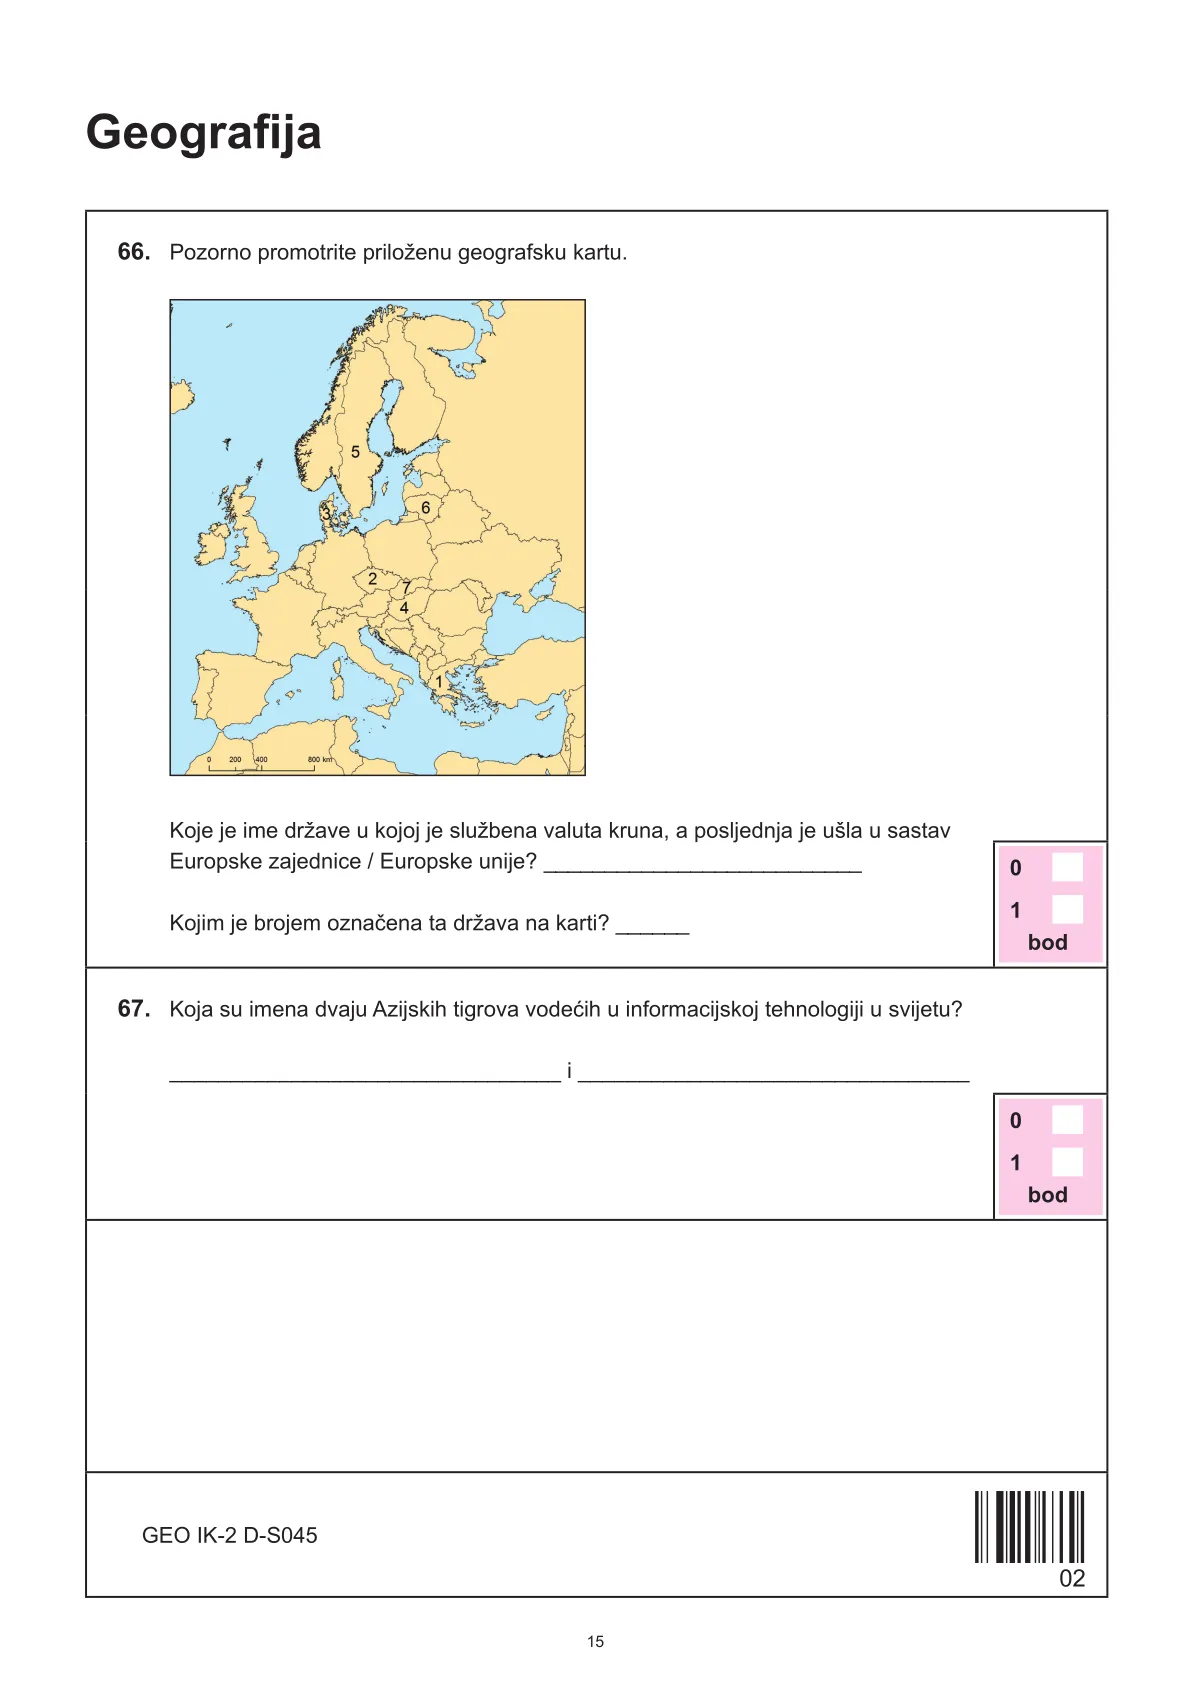 Geografija
66. Pozorno promotrite priloženu geografsku kartu.
5
3
6
2
7
4
1
0 200 400 800 km
Koje je ime države u kojoj je službena valuta kruna, a posljednja je ušla u sastav
Europske zajednice / Europske unije? __________________________
0
1
bod
Kojim je brojem označena ta država na karti? ______
67. Koja su imena dvaju Azijskih tigrova vodećih u informacijskoj tehnologiji u svijetu?
________________________________ i ________________________________
0
1
bod
GEO IK-2 D-S045
02
15